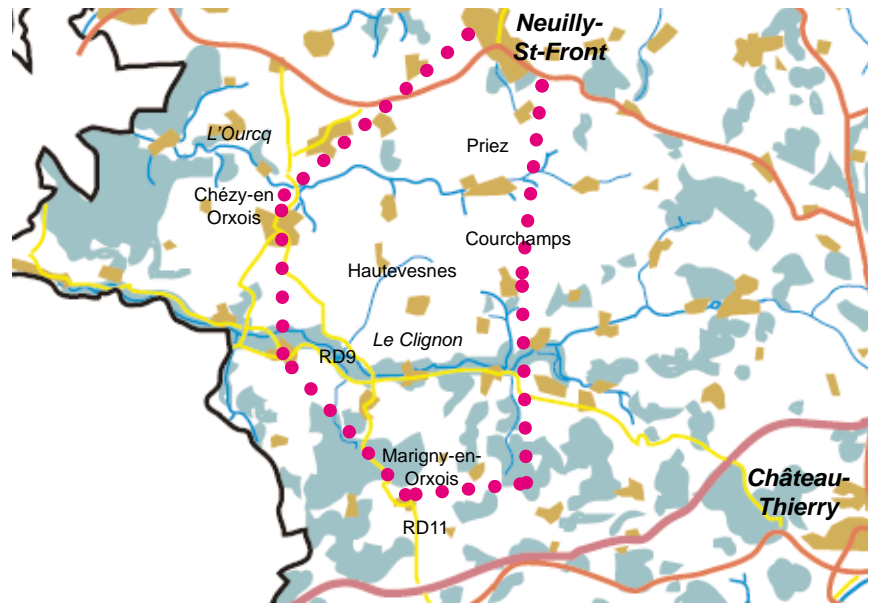 Neuilly-
St-Front
L'Ourcq
Priez
Chézy-en
Orxois
Courchamps
Hautevesnes
Le Clignon
RD9
Marigny-en-
Orxois
Château-
Thierry
RD11